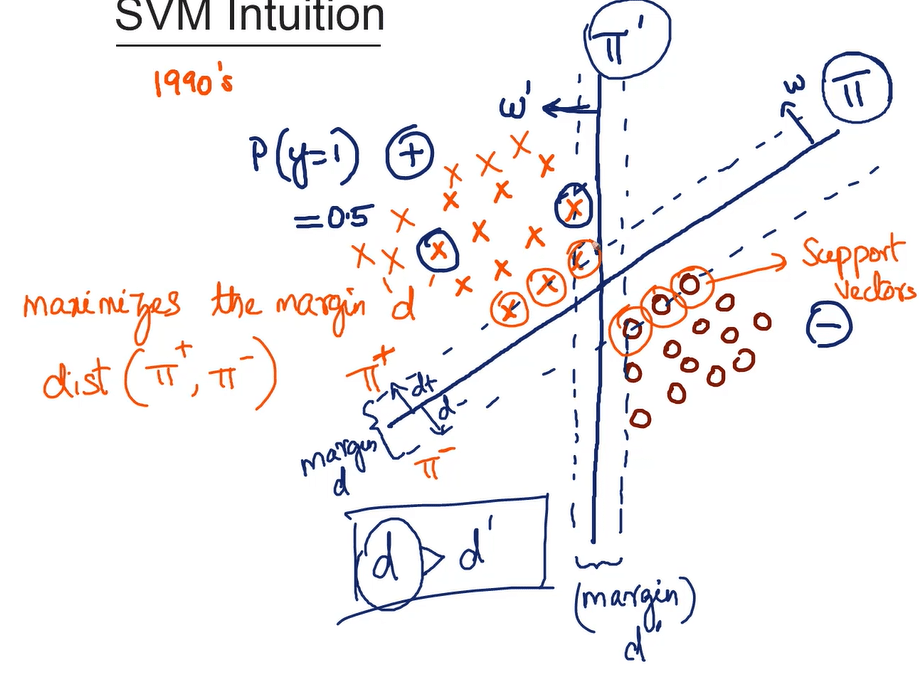 SVM Intuition
1990's
π'
w'
w
π
P(y=1) +
=0.5
Support
vectors
maximizes the margin 'd'
dist(π⁺, π⁻)
−
π⁺
d+
d-
margin
d
π⁻
d > d'
(margin)
d'